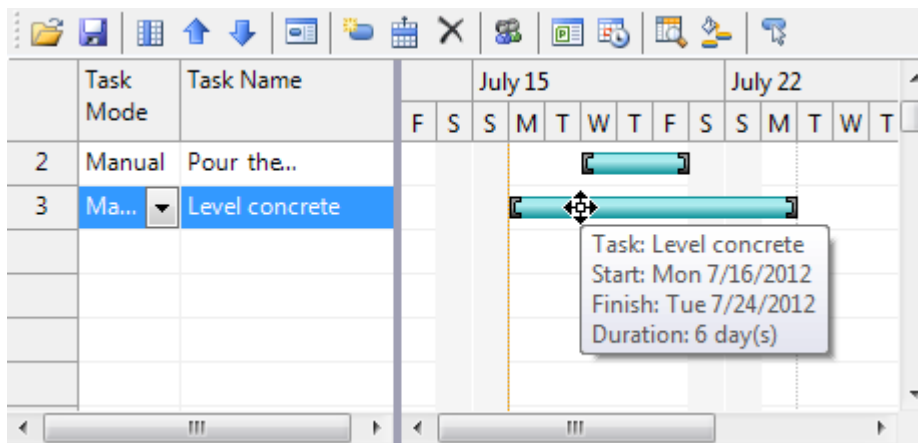 Task Mode
Task Name
July 15
July 22
F S S M T W T F S S M T W T
2 Manual Pour the...
3 Ma... Level concrete
Task: Level concrete
Start: Mon 7/16/2012
Finish: Tue 7/24/2012
Duration: 6 day(s)